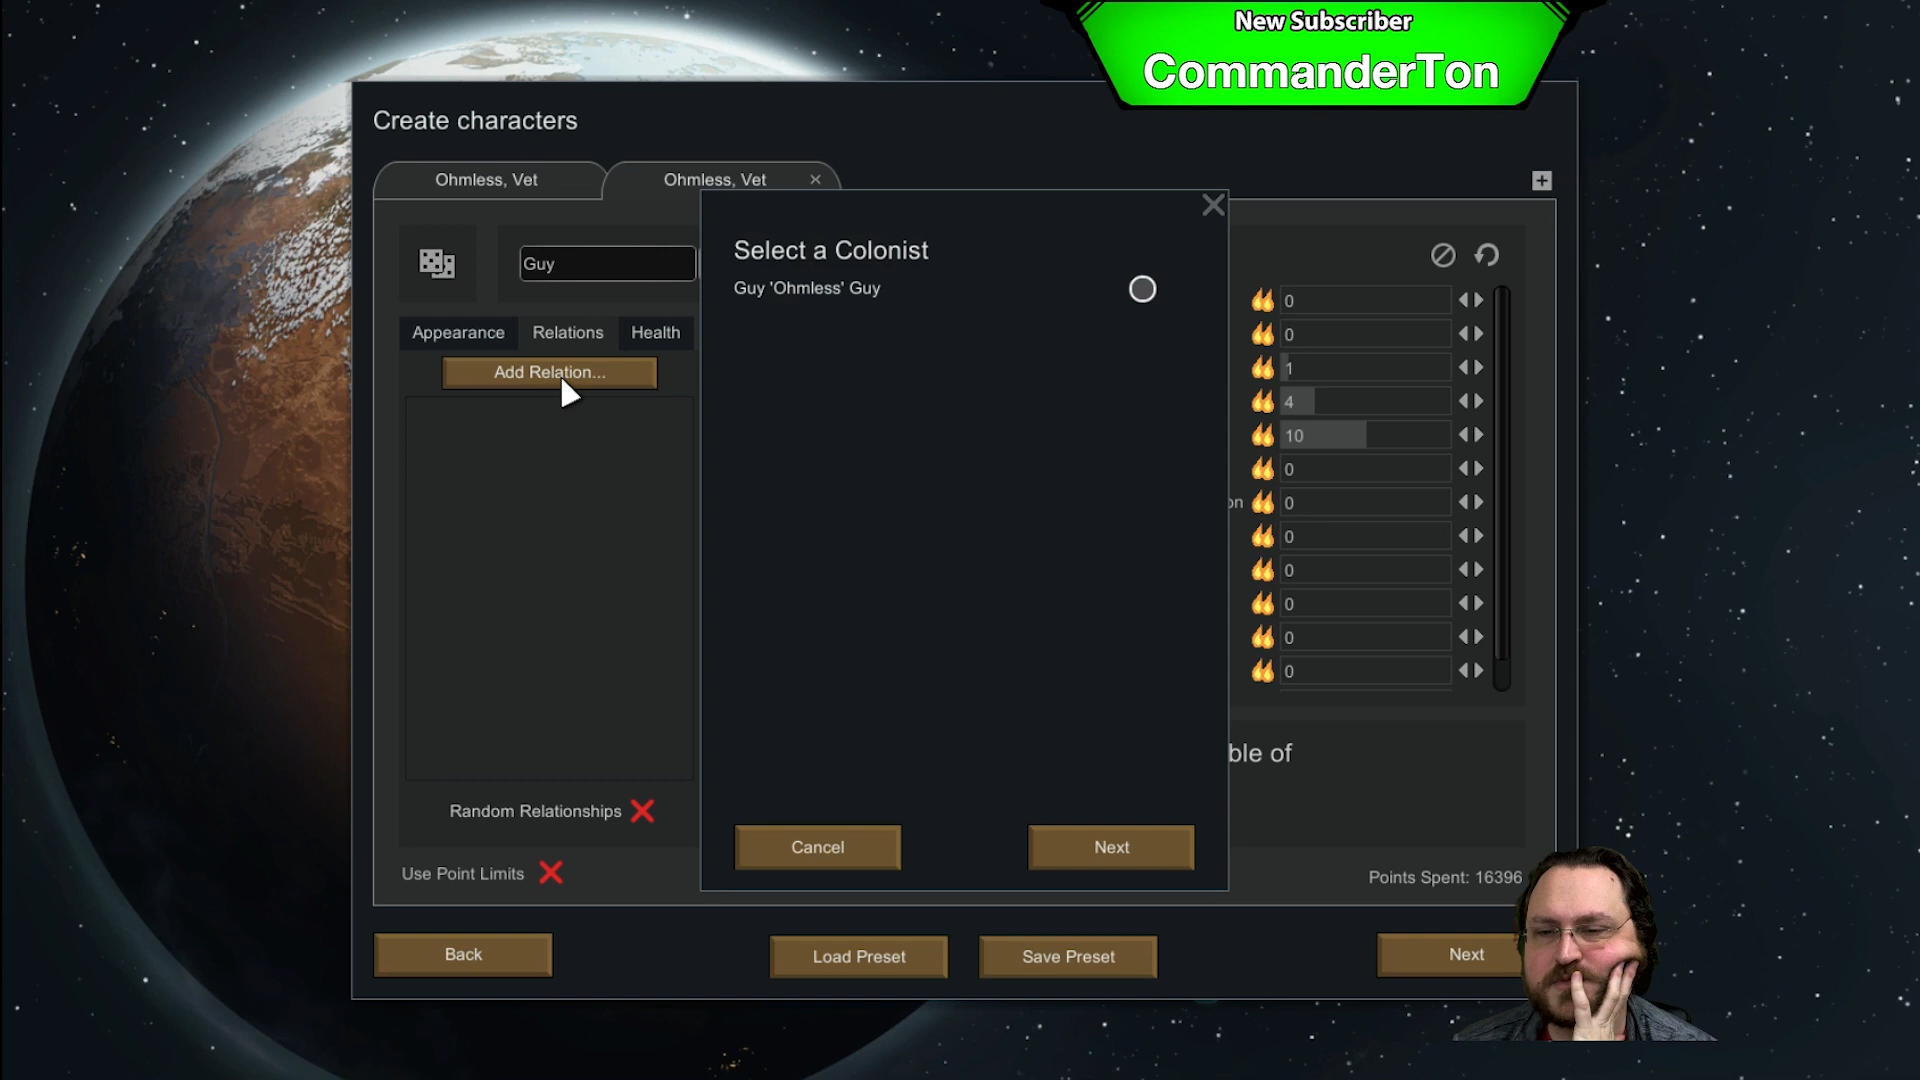 New Subscriber
CommanderTon
Create characters
Ohmless, Vet
Ohmless, Vet
Guy
Select a Colonist
Guy 'Ohmless' Guy
Appearance
Relations
Health
Add Relation...
0
0
1
4
10
0
on 0
0
0
0
0
0
ble of
Random Relationships
Cancel
Next
Use Point Limits
Points Spent: 16396
Back
Load Preset
Save Preset
Next